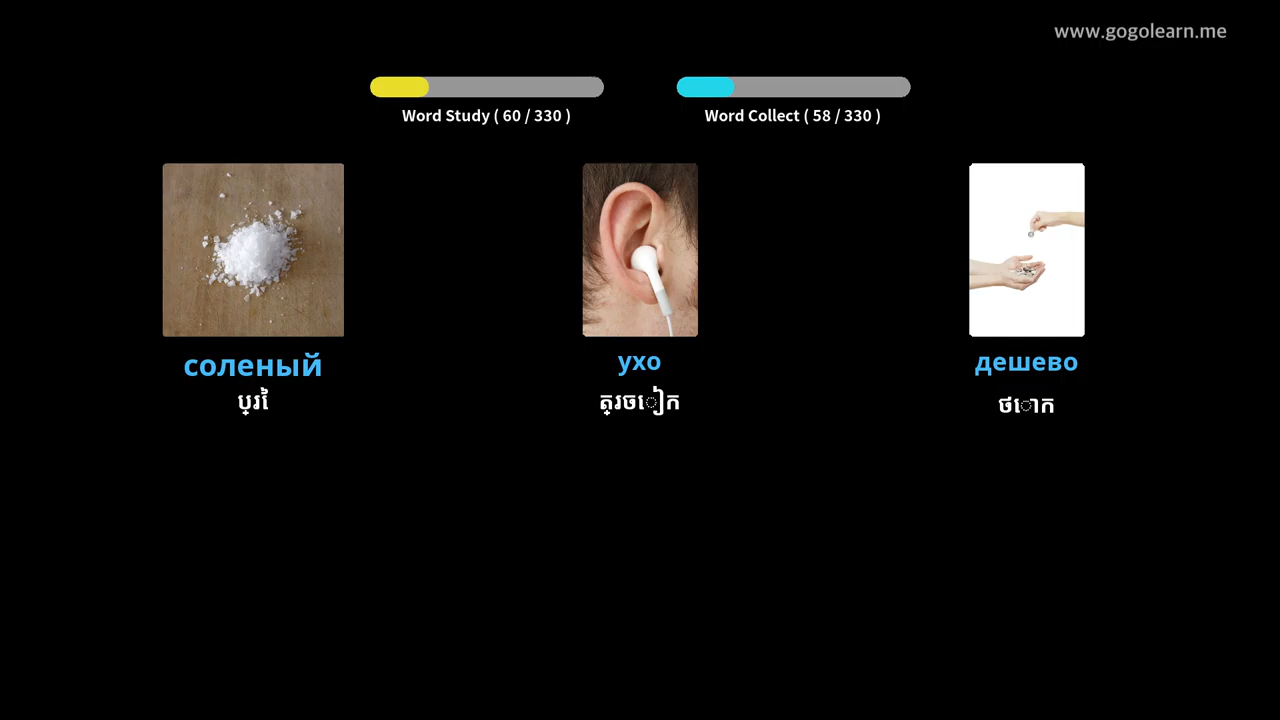 www.gogolearn.me
Word Study ( 60 / 330 )
Word Collect ( 58 / 330 )
соленый
ប្រៃ
ухо
ត្រចៀក
дешево
ថោក